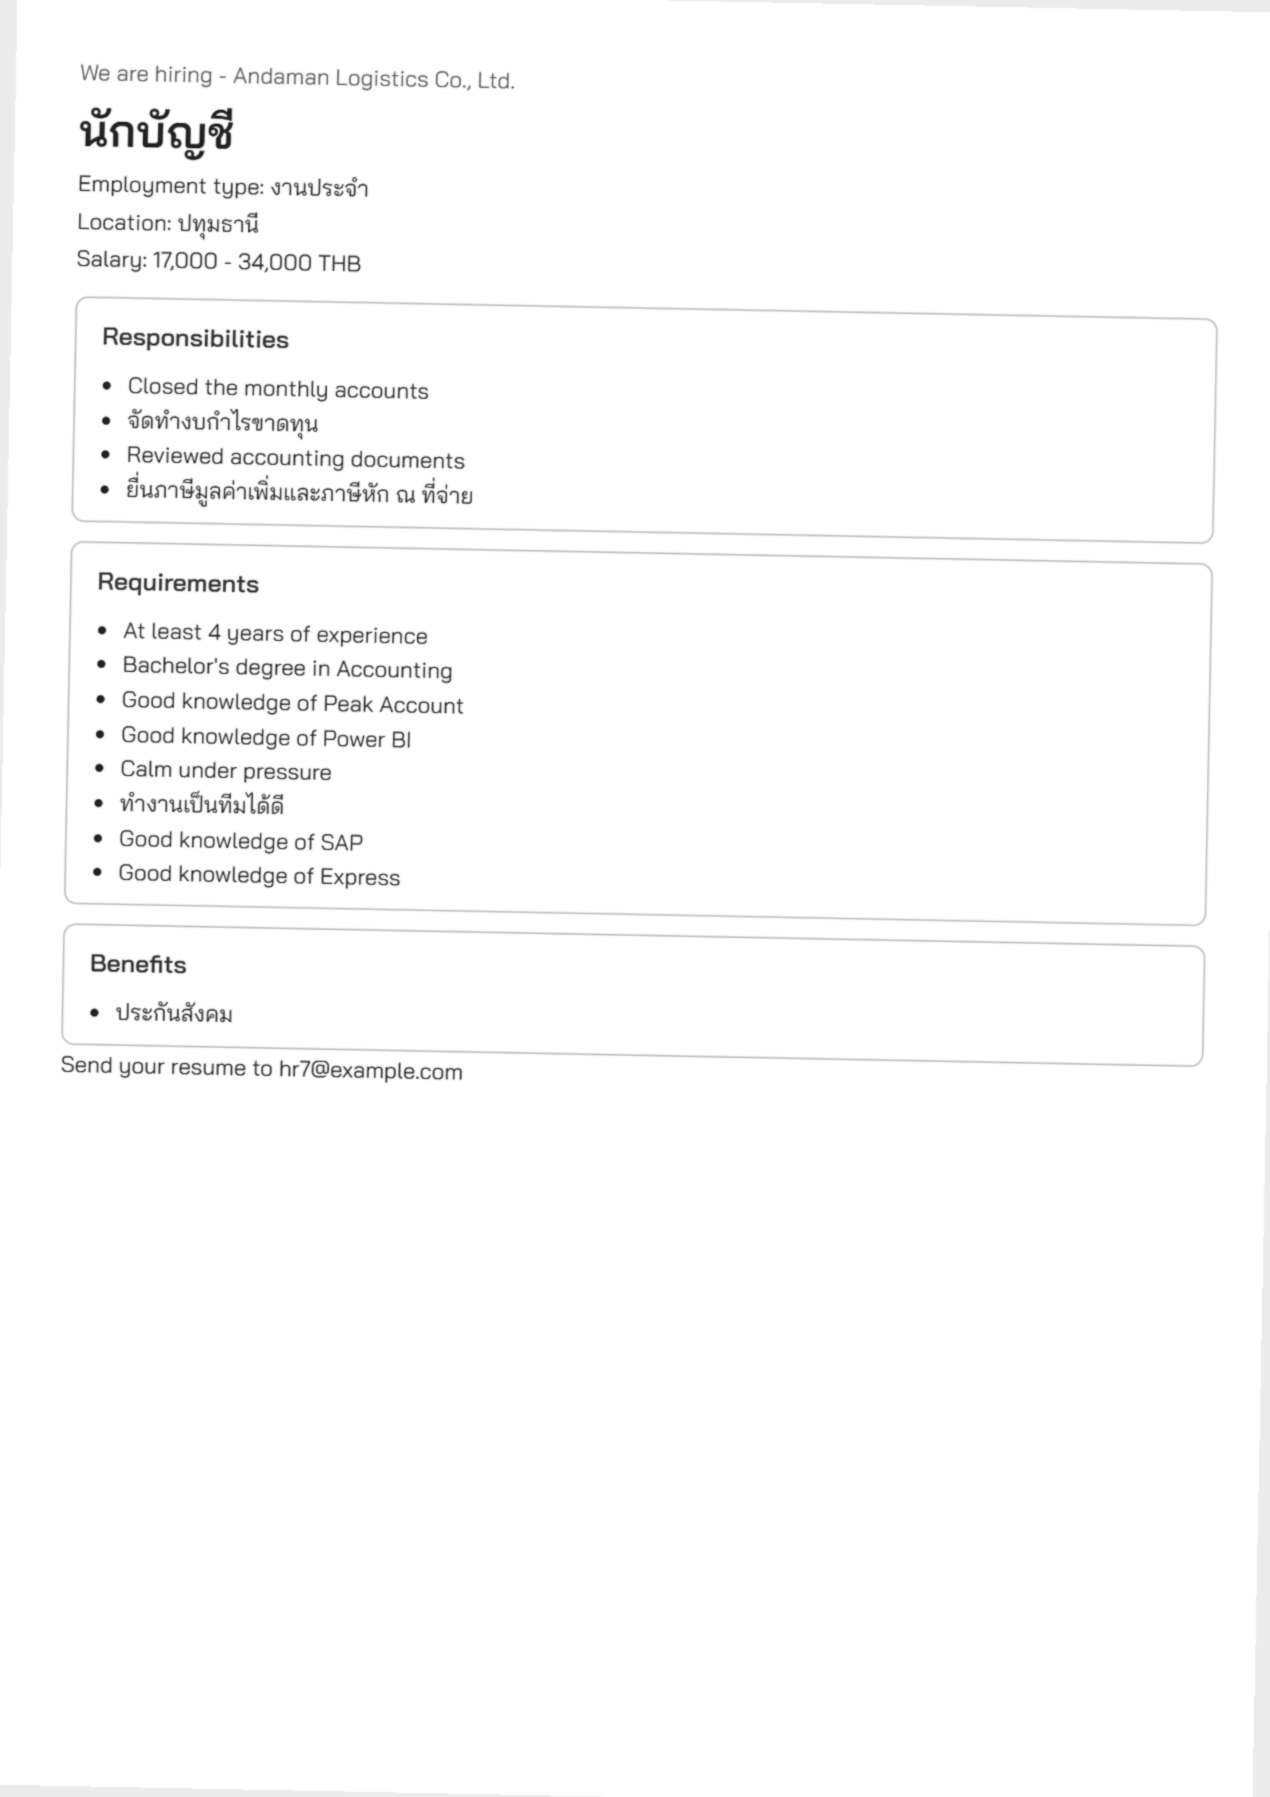 We are hiring - Andaman Logistics Co., Ltd.
นักบัญชี
Employment type: งานประจำ
Location: ปทุมธานี
Salary: 17,000 - 34,000 THB
Responsibilities
• Closed the monthly accounts
• จัดทำงบกำไรขาดทุน
• Reviewed accounting documents
• ยื่นภาษีมูลค่าเพิ่มและภาษีหัก ณ ที่จ่าย
Requirements
• At least 4 years of experience
• Bachelor's degree in Accounting
• Good knowledge of Peak Account
• Good knowledge of Power BI
• Calm under pressure
• ทำงานเป็นทีมได้ดี
• Good knowledge of SAP
• Good knowledge of Express
Benefits
• ประกันสังคม
Send your resume to hr7@example.com